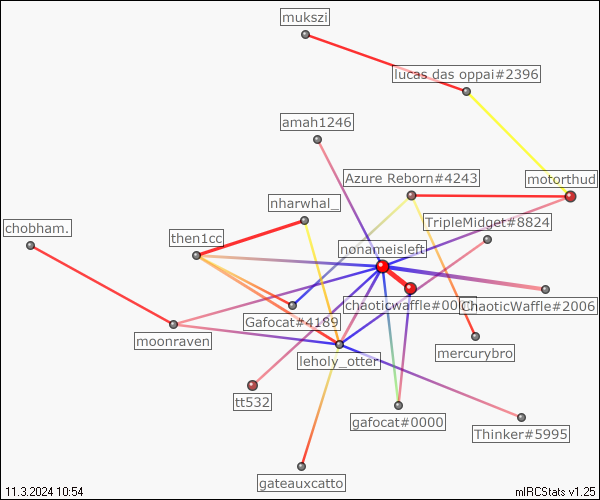 mukszi
lucas das oppai#2396
amah1246
Azure Reborn#4243
motorthud
nharwhal_
TripleMidget#8824
chobham.
then1cc
nonameisleft
chaoticwaffle#00
ChaoticWaffle#2006
Gafocat#4189
moonraven
leholy_otter
mercurybro
tt532
gafocat#0000
Thinker#5995
gateauxcatto
11.3.2024 10:54
mIRCStats v1.25